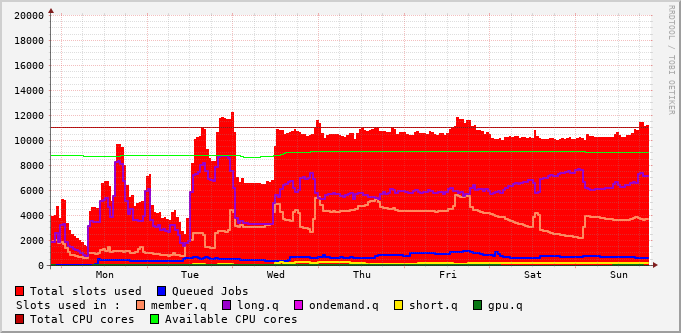 20000
18000
16000
14000
12000
10000
8000
6000
4000
2000
0
Mon Tue Wed Thu Fri Sat Sun
RRDTOOL / TOBI OETIKER
Total slots used Queued Jobs
Slots used in : member.q long.q ondemand.q short.q gpu.q
Total CPU cores Available CPU cores